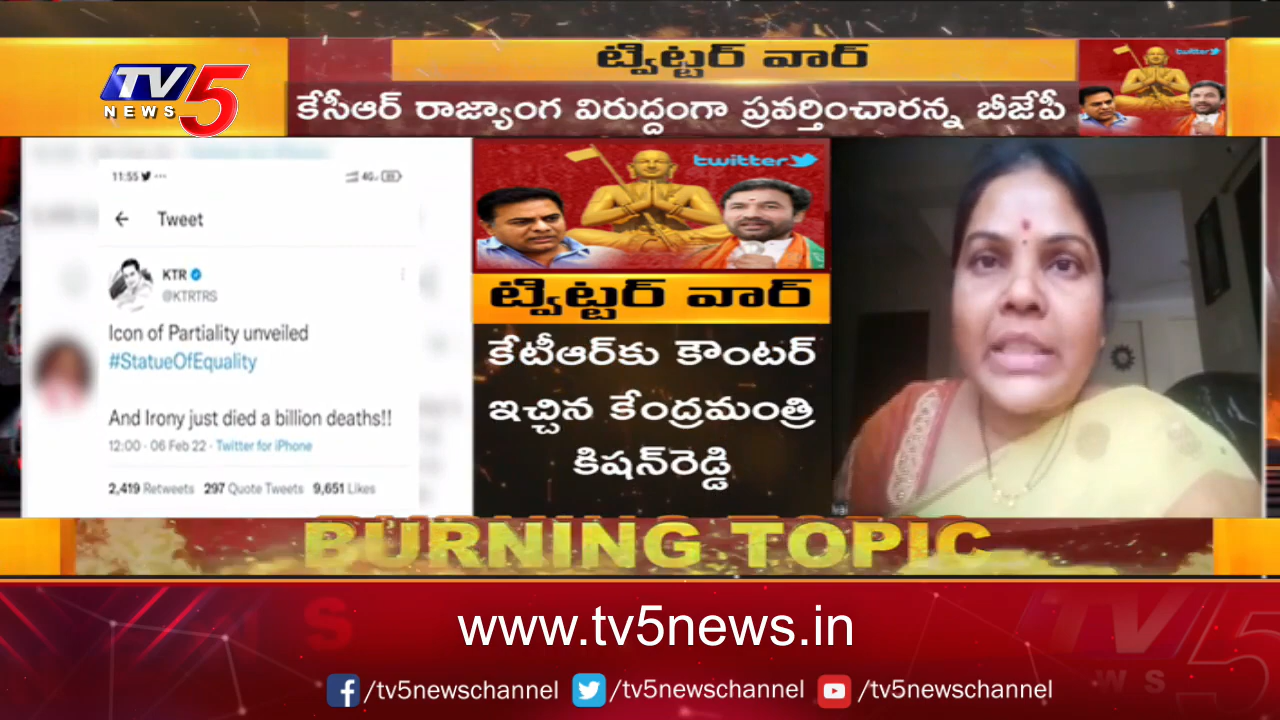 ట్విట్టర్ వార్
TV5
NEWS
twitter
కేసీఆర్ రాజ్యాంగ విరుద్దంగా ప్రవర్తించారన్న బీజేపీ
11:55
4G
Tweet
KTR
@KTRTRS
Icon of Partiality unveiled
#StatueOfEquality
And Irony just died a billion deaths!!
12:00 · 06 Feb 22 · Twitter for iPhone
2,419 Retweets 297 Quote Tweets 9,651 Likes
twitter
ట్విట్టర్ వార్
కేటీఆర్‌కు కౌంటర్
ఇచ్చిన కేంద్రమంత్రి
కిషన్‌రెడ్డి
BURNING TOPIC
www.tv5news.in
/tv5newschannel /tv5newschannel /tv5newschannel